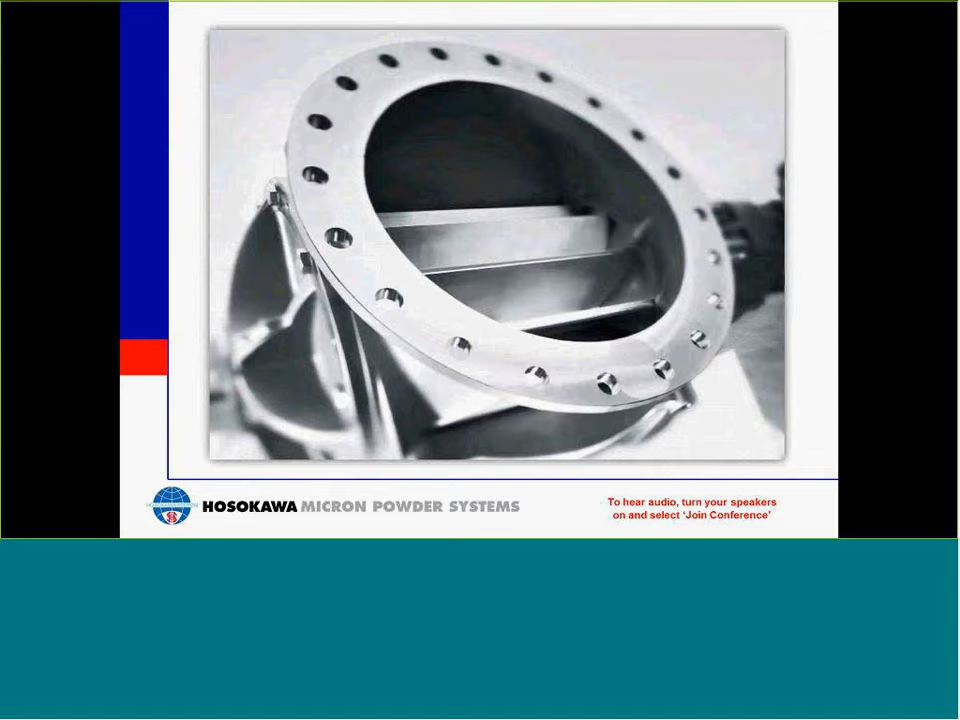 HOSOKAWA MICRON POWDER SYSTEMS
To hear audio, turn your speakers
on and select ‘Join Conference’